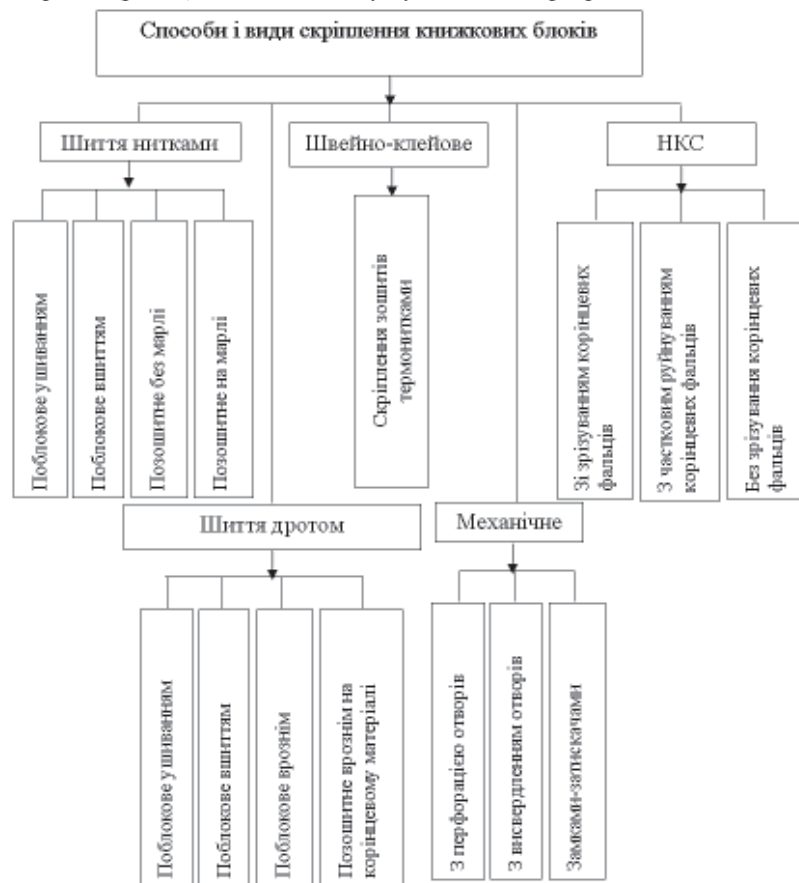 Способи і види скріплення книжкових блоків
Шиття нитками
Швейно-клейове
НКС
Поблокове ушиванням
Поблокове вшиттям
Позошитне без марлі
Позошитне на марлі
Скріплення зошитів
термонитками
Зі зрізуванням корінцевих
фальців
З частковим руйнуванням
корінцевих фальців
Без зрізування корінцевих
фальців
Шиття дротом
Механічне
Поблокове ушиванням
Поблокове вшиттям
Поблокове врознім
Позошитне врознім на
корінцевому матеріалі
З перфорацією отворів
З висвердленням отворів
Замками-затискачами